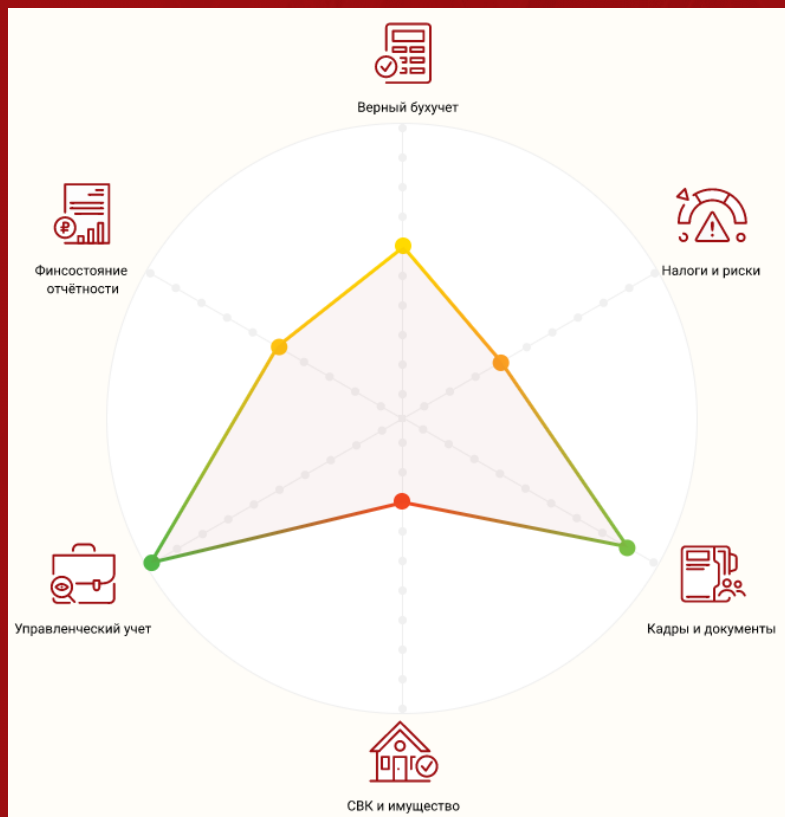 Верный бухучет
Налоги и риски
Финсостояние
отчётности
Управленческий учет
Кадры и документы
СВК и имущество